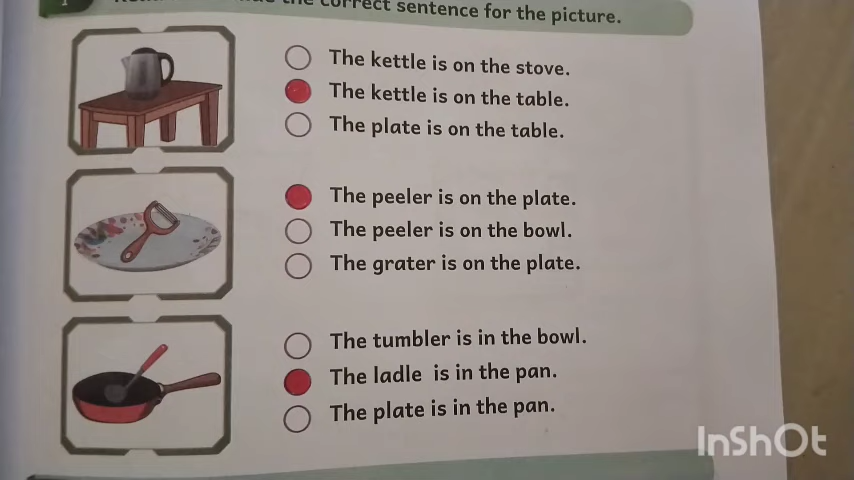 1
the correct sentence for the picture.
The kettle is on the stove.
The kettle is on the table.
The plate is on the table.
The peeler is on the plate.
The peeler is on the bowl.
The grater is on the plate.
The tumbler is in the bowl.
The ladle is in the pan.
The plate is in the pan.
InShOt